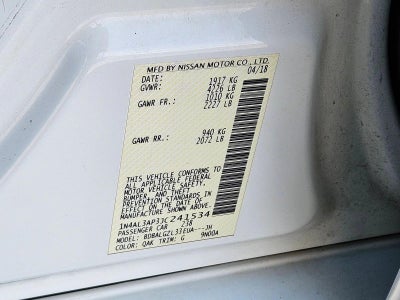 MFD BY NISSAN MOTOR CO., LTD.
DATE: 04/18
GVWR: 1917 KG
4226 LB
GAWR FR.: 1010 KG
2227 LB
GAWR RR.: 940 KG
2072 LB
THIS VEHICLE CONFORMS TO
ALL APPLICABLE FEDERAL
MOTOR VEHICLE SAFETY,
BUMPER, AND THEFT
PREVENTION STANDARDS IN
EFFECT ON THE DATE OF
MANUFACTURE SHOWN ABOVE.
1N4AL3AP3JC241534
PASSENGER CAR 238
MODEL: BDBALGZL33EUA---JH
COLOR: QAK TRIM: G 9N00A